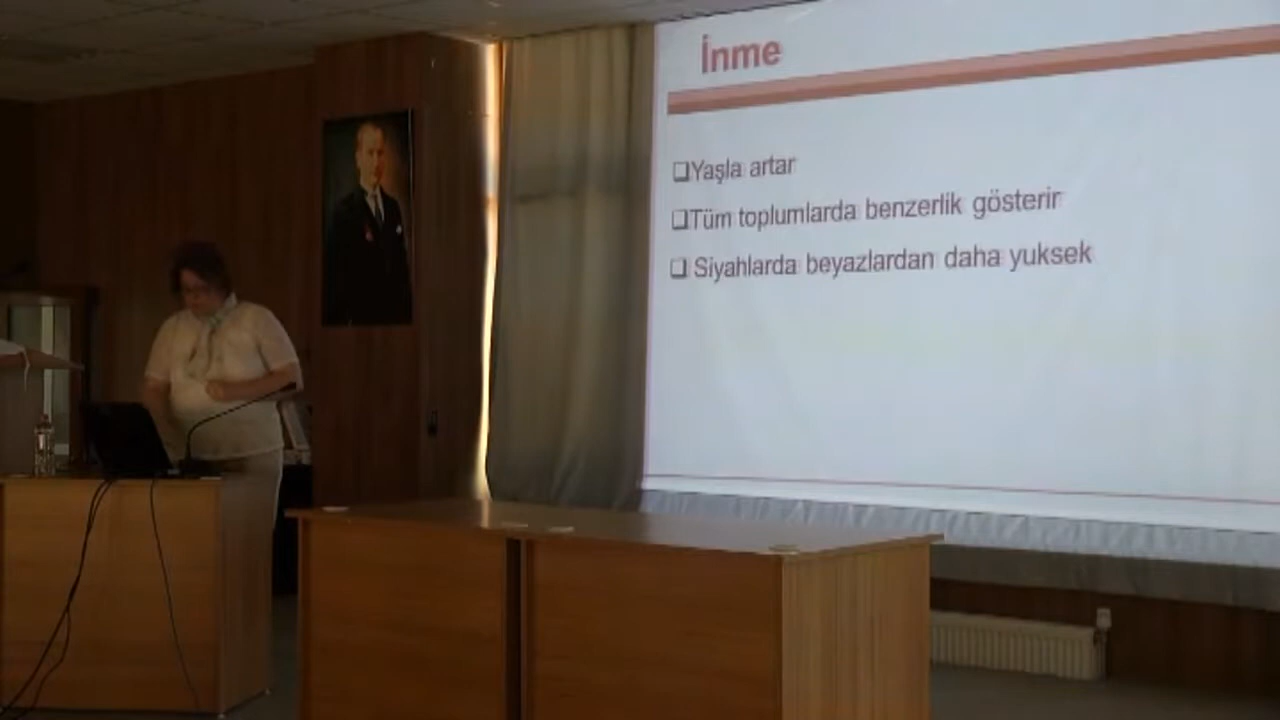 İnme
❑Yaşla artar
❑Tüm toplumlarda benzerlik gösterir
❑ Siyahlarda beyazlardan daha yuksek